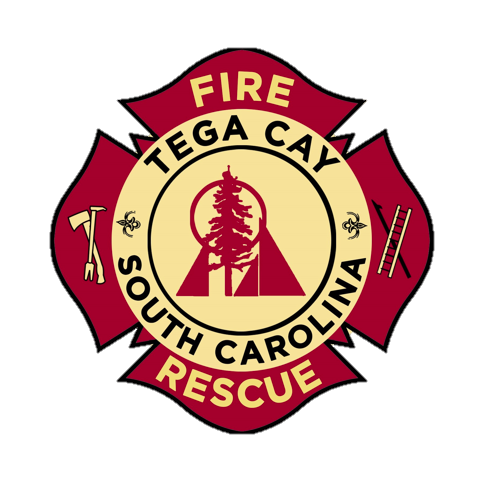 FIRE
TEGA CAY
SOUTH CAROLINA
RESCUE